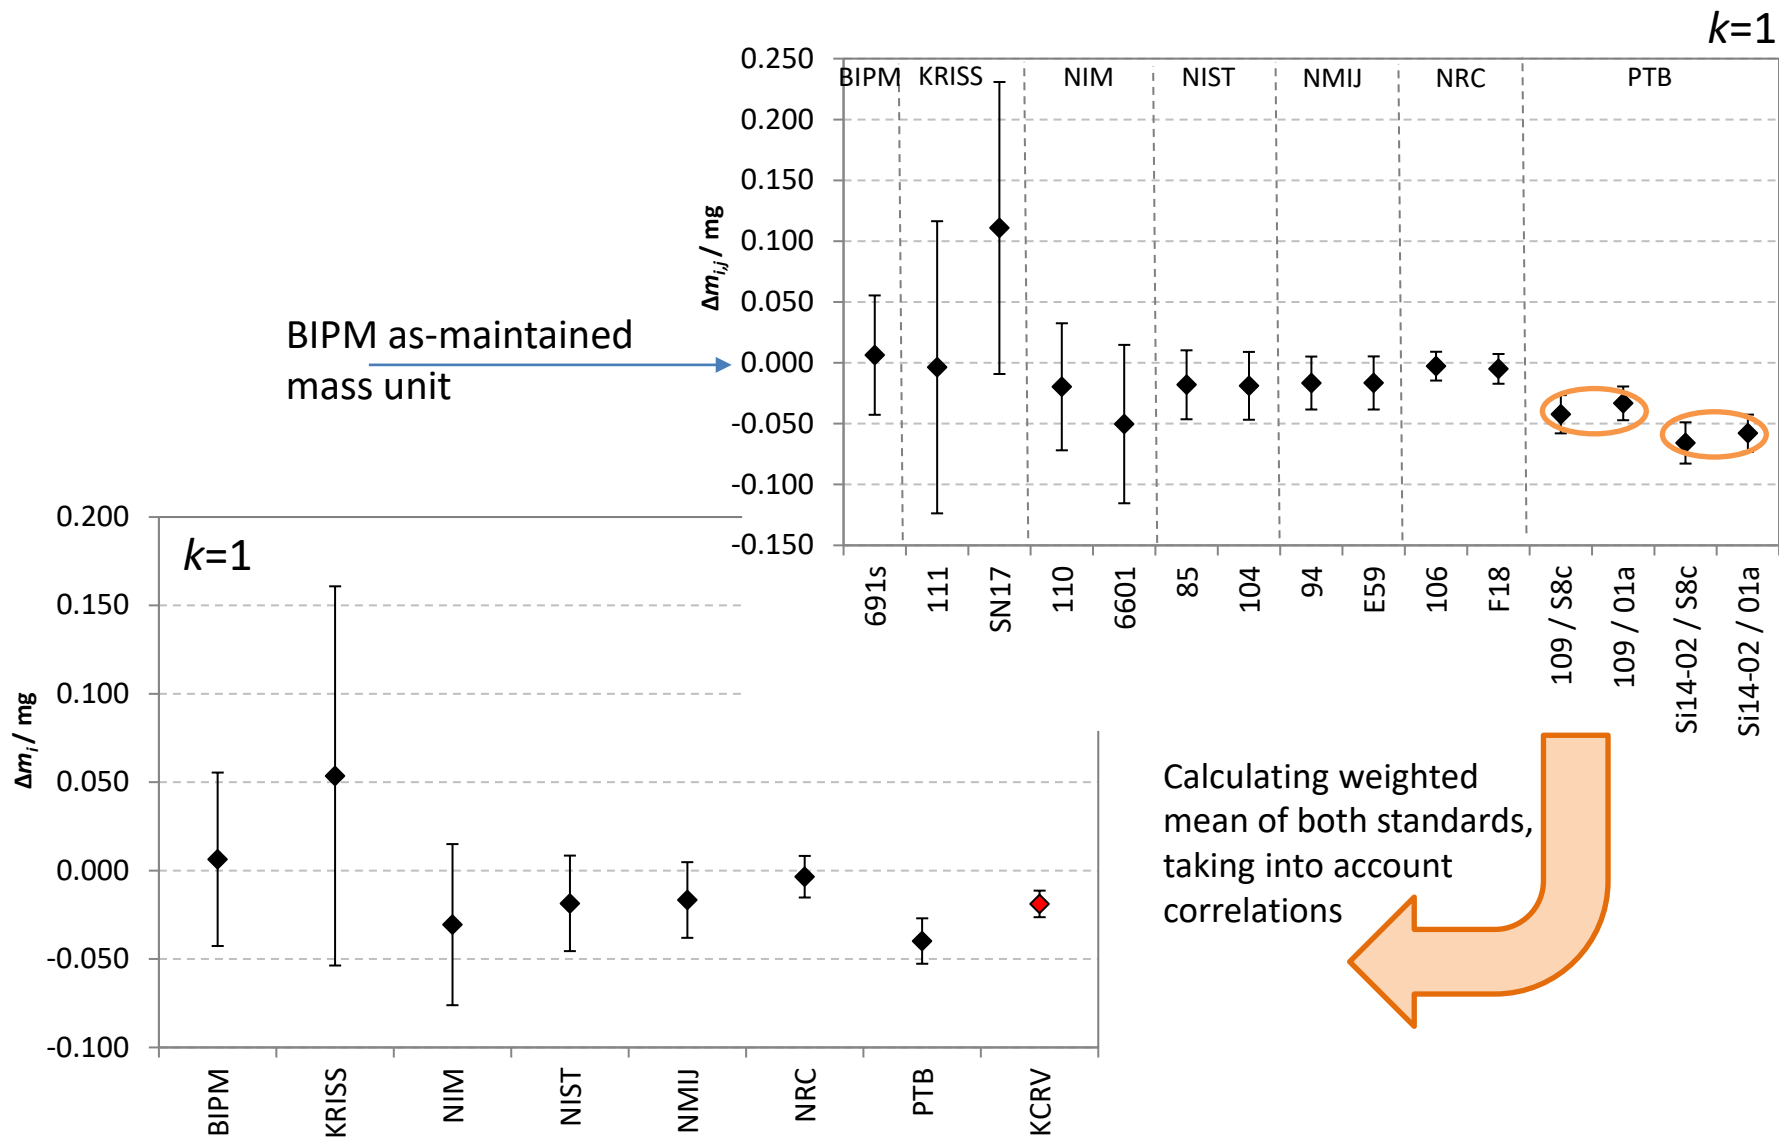 k=1
0.250
0.200
0.150
0.100
0.050
0.000
-0.050
-0.100
-0.150
Δmi,j / mg
BIPM
KRISS
NIM
NIST
NMIJ
NRC
PTB
691s
111
SN17
110
6601
85
104
94
E59
106
F18
109 / S8c
109 / 01a
Si14-02 / S8c
Si14-02 / 01a
BIPM as-maintained
mass unit
k=1
0.200
0.150
0.100
0.050
0.000
-0.050
-0.100
Δmi / mg
BIPM
KRISS
NIM
NIST
NMIJ
NRC
PTB
KCRV
Calculating weighted
mean of both standards,
taking into account
correlations